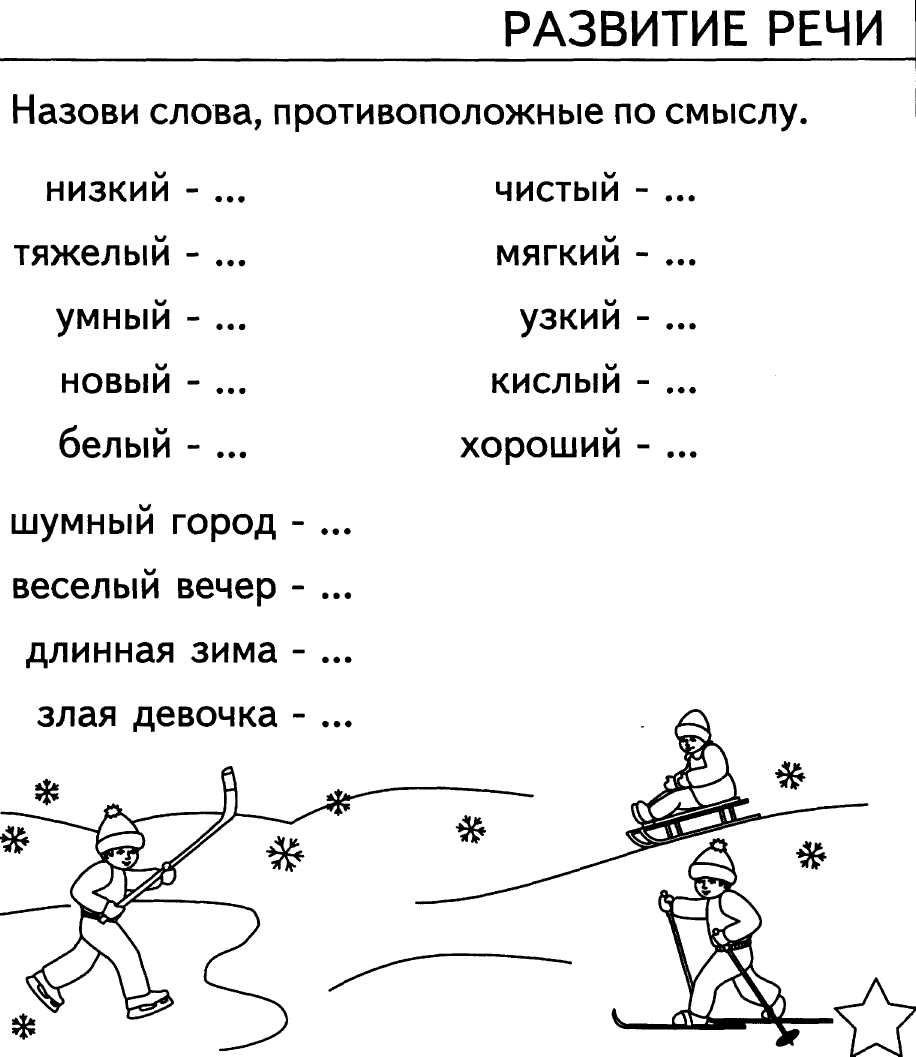 РАЗВИТИЕ РЕЧИ
Назови слова, противоположные по смыслу.
низкий - ... чистый - ...
тяжелый - ... мягкий - ...
умный - ... узкий - ...
новый - ... кислый - ...
белый - ... хороший - ...
шумный город - ...
веселый вечер - ...
длинная зима - ...
злая девочка - ...